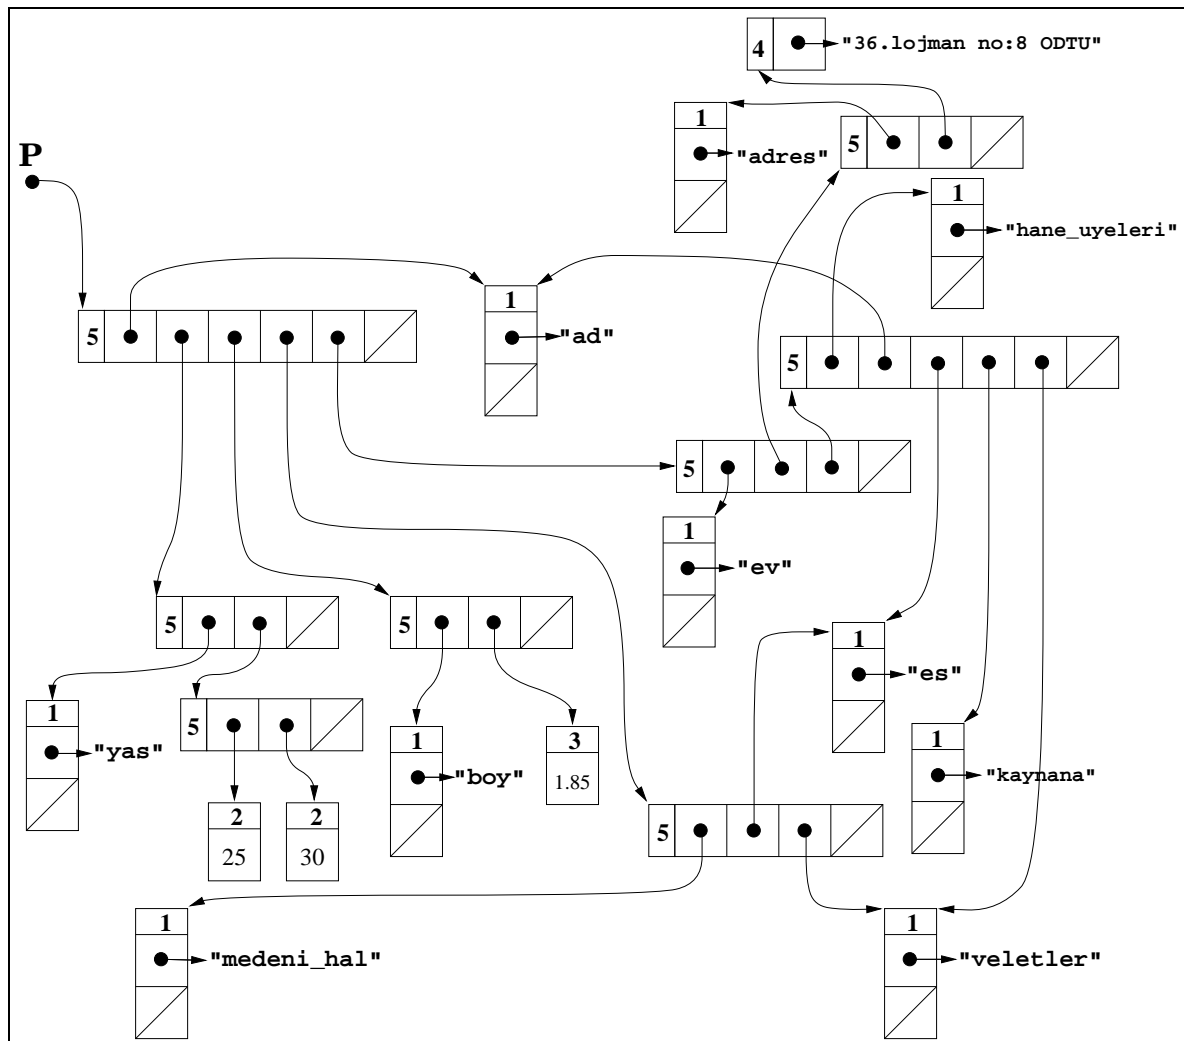 4 "36.lojman no:8 ODTU"
1
"adres"
5
P
1
"hane_uyeleri"
5
1
"ad"
5
5
1
"ev"
5
5
1
"es"
1
"yas"
5
1
"boy"
3
1.85
1
"kaynana"
2
25
2
30
5
1
"medeni_hal"
1
"veletler"